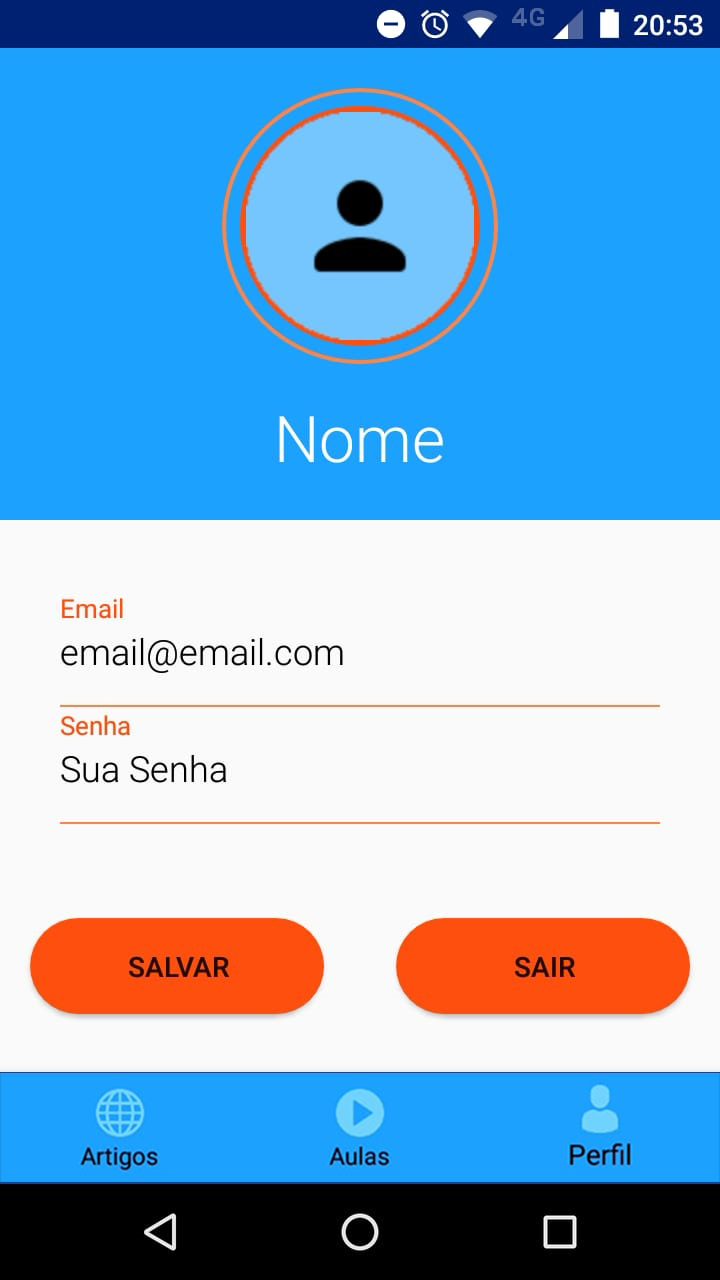 4G 20:53
Nome
Email
email@email.com
Senha
Sua Senha
SALVAR SAIR
Artigos Aulas Perfil